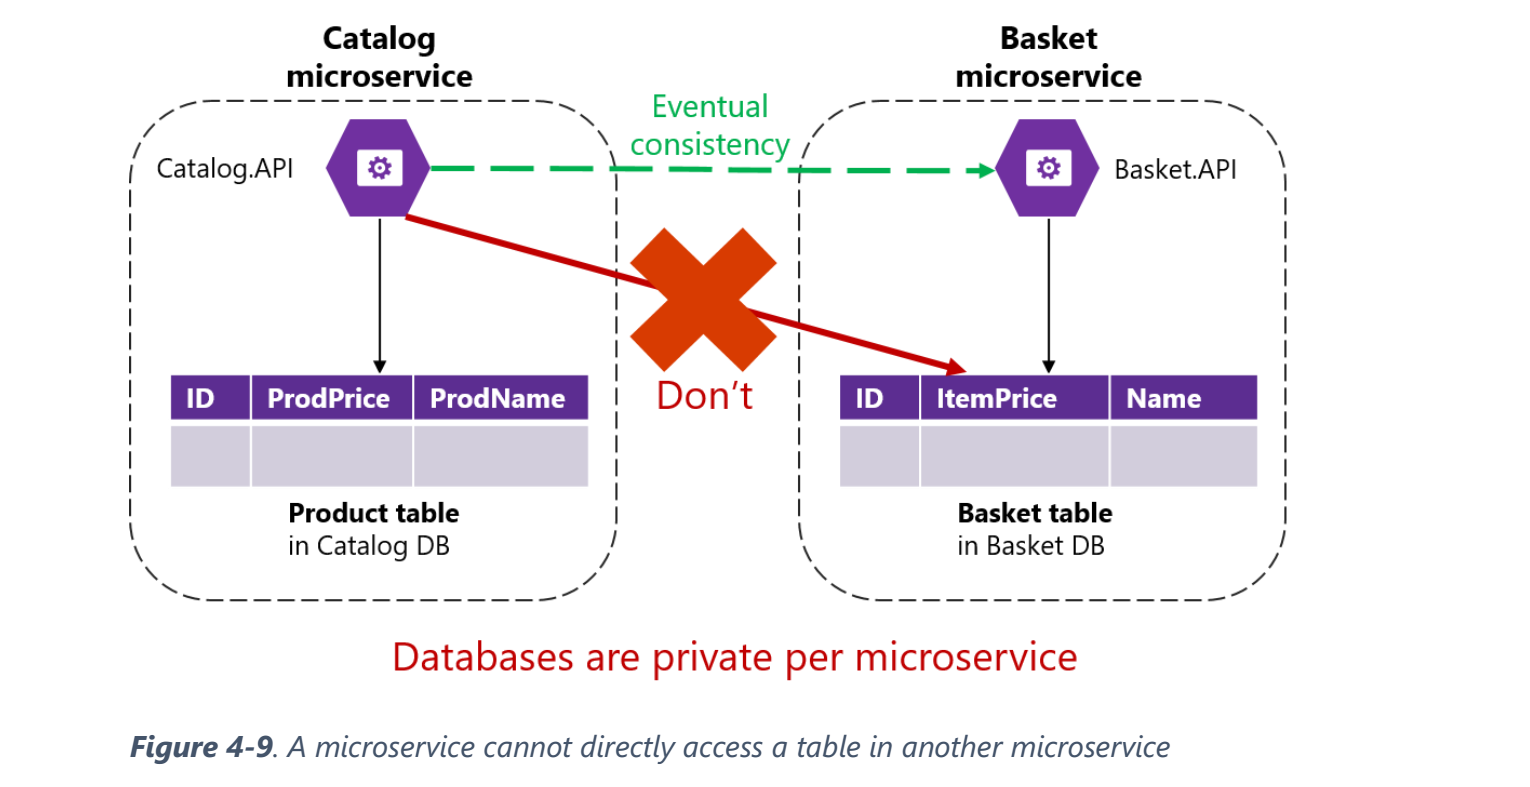 Catalog
microservice
Basket
microservice
Eventual
consistency
Catalog.API
Basket.API
Don't
ID ProdPrice ProdName
ID ItemPrice Name
Product table
in Catalog DB
Basket table
in Basket DB
Databases are private per microservice
Figure 4-9. A microservice cannot directly access a table in another microservice